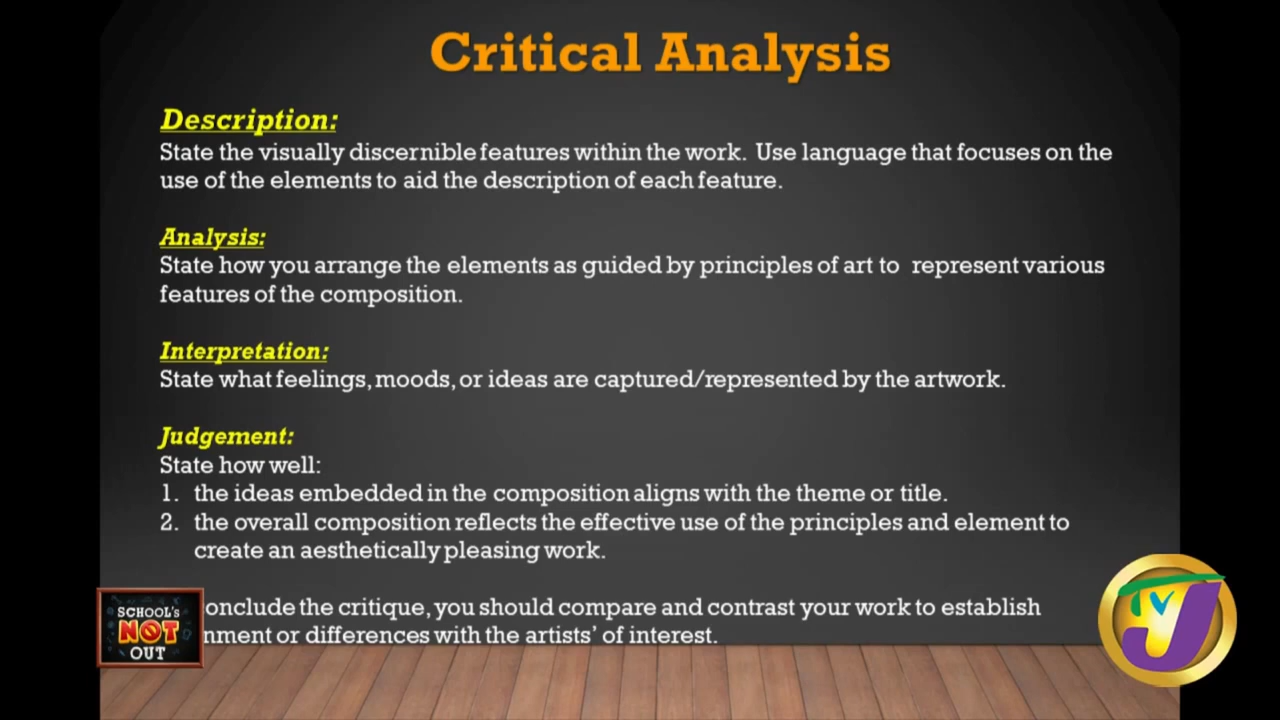 Critical Analysis
Description:
State the visually discernible features within the work. Use language that focuses on the
use of the elements to aid the description of each feature.
Analysis:
State how you arrange the elements as guided by principles of art to represent various
features of the composition.
Interpretation:
State what feelings, moods, or ideas are captured/represented by the artwork.
Judgement:
State how well:
1. the ideas embedded in the composition aligns with the theme or title.
2. the overall composition reflects the effective use of the principles and element to
create an aesthetically pleasing work.
onclude the critique, you should compare and contrast your work to establish
nment or differences with the artists’ of interest.
SCHOOL's
NOT
OUT
TVJ